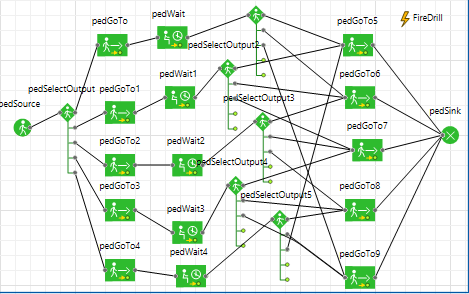 pedGoTo
pedWait
pedGoTo5
FireDrill
pedSelectOutput2
pedWait1
pedGoTo6
pedSelectOutput
pedGoTo1
pedSelectOutput3
pedSource
pedSink
pedGoTo7
pedGoTo2
pedWait2
pedSelectOutput4
pedGoTo3
pedWait3
pedSelectOutput5
pedGoTo8
pedGoTo4
pedWait4
pedGoTo9